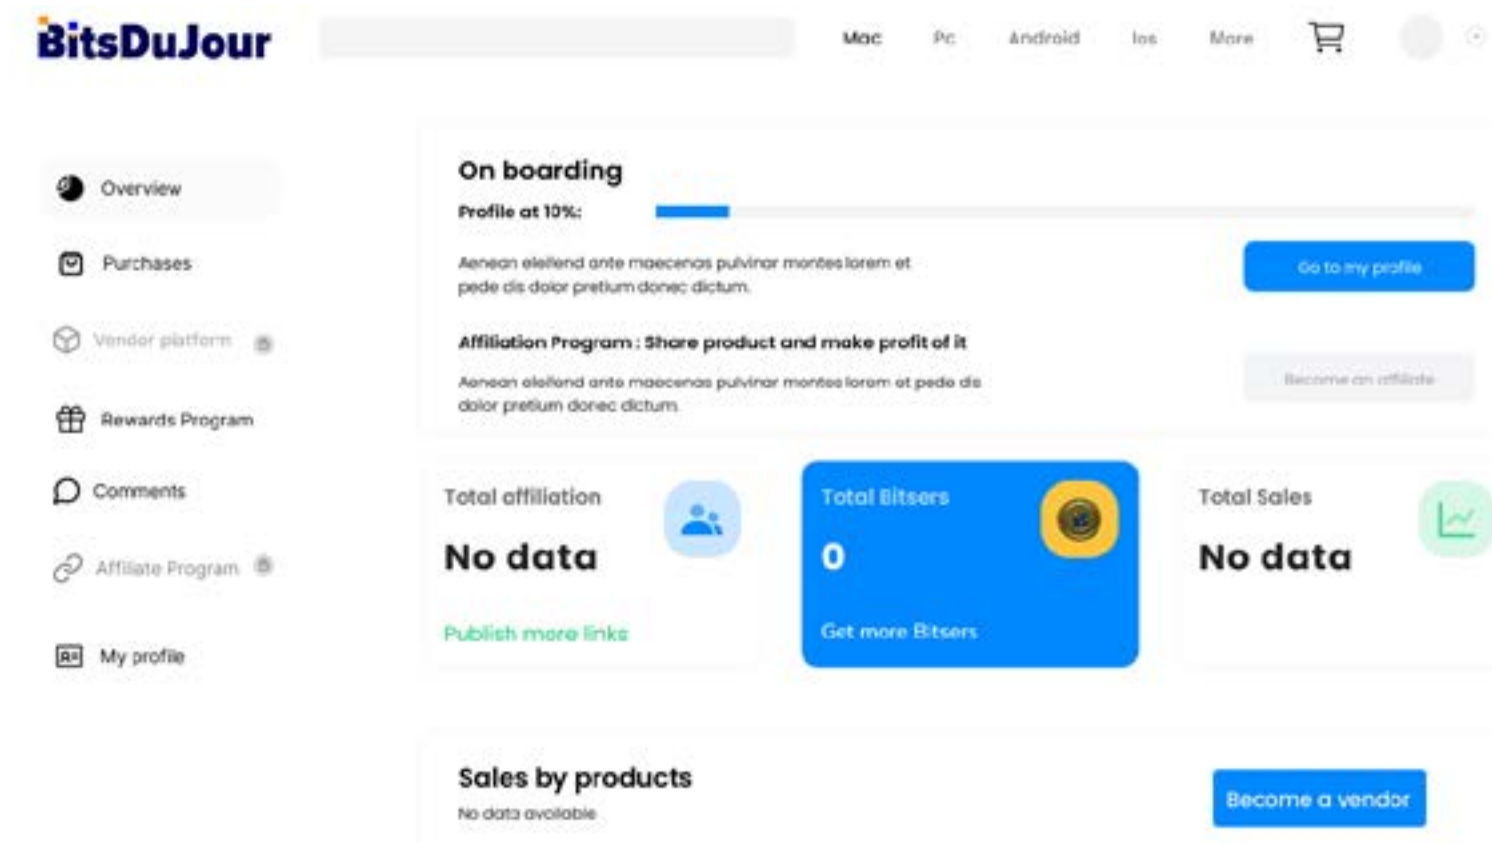 BitsDuJour
Mac Pc Android Ios More
Overview
Purchases
Vendor platform
Rewards Program
Comments
Affiliate Program
My profile
On boarding
Profile at 10%:
Aenean eleifend ante maecenas pulvinar montes lorem et
pede dis dolor pretium donec dictum.
Go to my profile
Affiliation Program : Share product and make profit of it
Aenean eleifend ante maecenas pulvinar montes lorem et pede dis
dolor pretium donec dictum.
Become an affiliate
Total affiliation
No data
Publish more links
Total Bitsers
0
Get more Bitsers
Total Sales
No data
Sales by products
No data available
Become a vendor